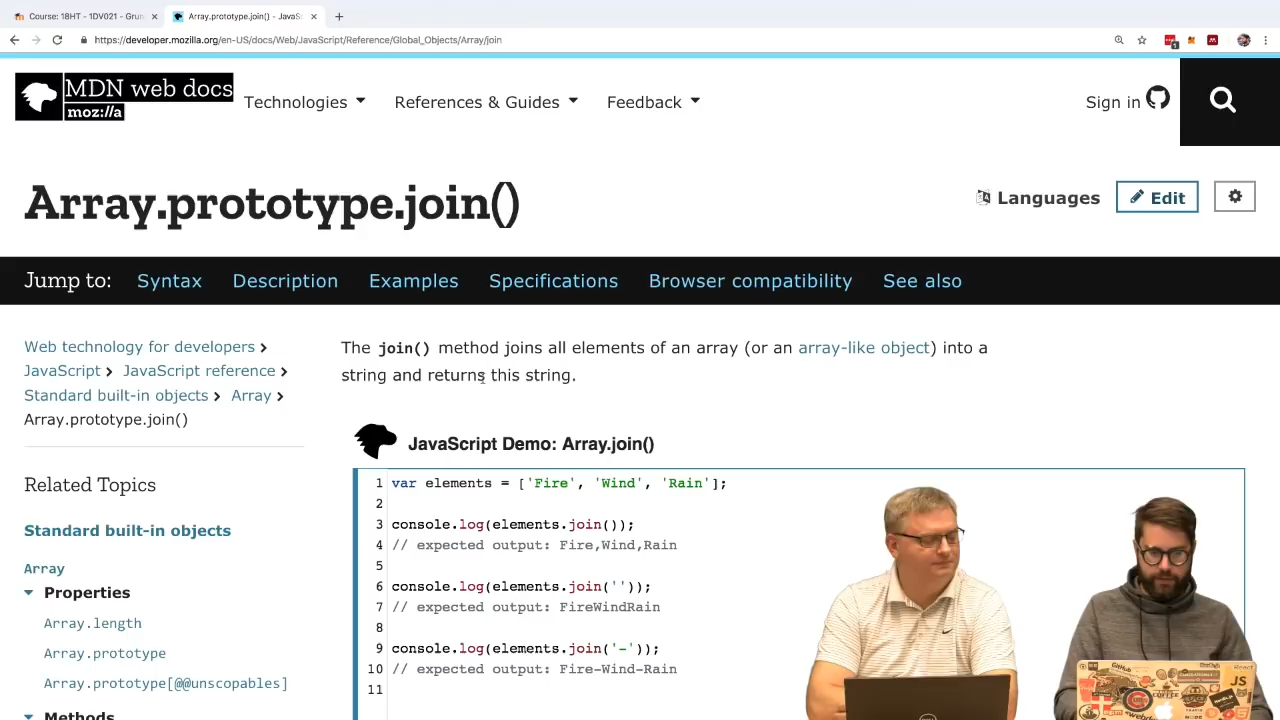 Course: 18HT - 1DV021 - Grun
Array.prototype.join() - JavaS
https://developer.mozilla.org/en-US/docs/Web/JavaScript/Reference/Global_Objects/Array/join
MDN web docs
moz://a
Technologies
References & Guides
Feedback
Sign in
Array.prototype.join()
Languages
Edit
Jump to:
Syntax
Description
Examples
Specifications
Browser compatibility
See also
Web technology for developers
JavaScript
JavaScript reference
Standard built-in objects
Array
Array.prototype.join()
Related Topics
Standard built-in objects
Array
Properties
Array.length
Array.prototype
Array.prototype[@@unscopables]
Methods
The join() method joins all elements of an array (or an array-like object) into a
string and returns this string.
JavaScript Demo: Array.join()
1 var elements = ['Fire', 'Wind', 'Rain'];
2
3 console.log(elements.join());
4 // expected output: Fire,Wind,Rain
5
6 console.log(elements.join(''));
7 // expected output: FireWindRain
8
9 console.log(elements.join('-'));
10 // expected output: Fire-Wind-Rain
11
GitHub
React
JS
COFFEE
DELL